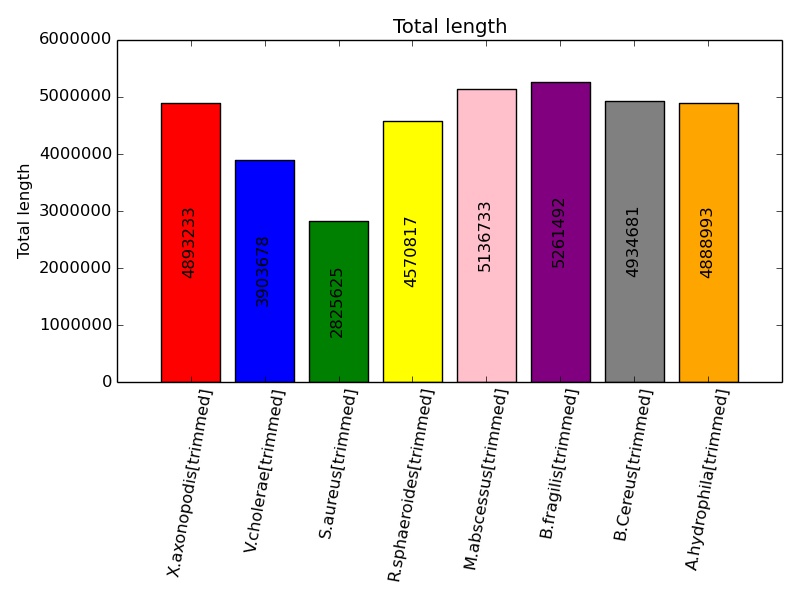 Total length
6000000
5000000
4000000
3000000
2000000
1000000
0
Total length
4893233
3903678
2825625
4570817
5136733
5261492
4934681
4888993
X.axonopodis[trimmed]
V.cholerae[trimmed]
S.aureus[trimmed]
R.sphaeroides[trimmed]
M.abscessus[trimmed]
B.fragilis[trimmed]
B.Cereus[trimmed]
A.hydrophila[trimmed]